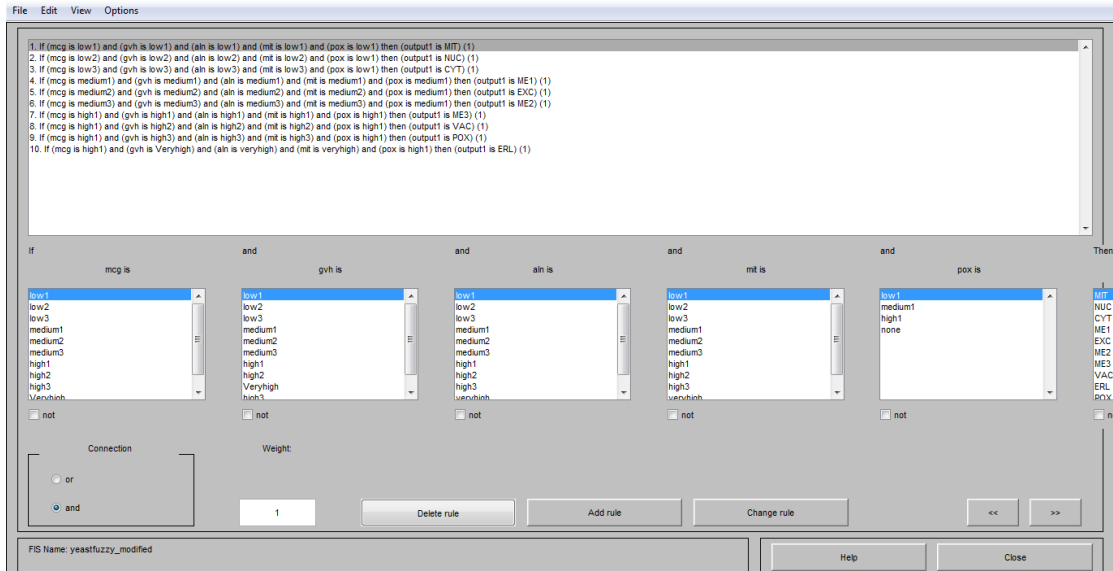 File Edit View Options
1. If (mcg is low1) and (gvh is low1) and (aln is low1) and (mit is low1) and (pox is low1) then (output1 is MIT) (1)
2. If (mcg is low2) and (gvh is low2) and (aln is low2) and (mit is low2) and (pox is low1) then (output1 is NUC) (1)
3. If (mcg is low3) and (gvh is low3) and (aln is low3) and (mit is low3) and (pox is low1) then (output1 is CYT) (1)
4. If (mcg is medium1) and (gvh is medium1) and (aln is medium1) and (mit is medium1) and (pox is medium1) then (output1 is ME1) (1)
5. If (mcg is medium2) and (gvh is medium2) and (aln is medium2) and (mit is medium2) and (pox is medium1) then (output1 is EXC) (1)
6. If (mcg is medium3) and (gvh is medium3) and (aln is medium3) and (mit is medium3) and (pox is medium1) then (output1 is ME2) (1)
7. If (mcg is high1) and (gvh is high1) and (aln is high1) and (mit is high1) and (pox is high1) then (output1 is ME3) (1)
8. If (mcg is high1) and (gvh is high2) and (aln is high2) and (mit is high2) and (pox is high1) then (output1 is VAC) (1)
9. If (mcg is high1) and (gvh is high3) and (aln is high3) and (mit is high3) and (pox is high1) then (output1 is POX) (1)
10. If (mcg is high1) and (gvh is Veryhigh) and (aln is veryhigh) and (mit is veryhigh) and (pox is high1) then (output1 is ERL) (1)
If and and and and Then
mcg is gvh is aln is mit is pox is
low1 low1 low1 low1 low1 MIT
low2 low2 low2 low2 medium1 NUC
low3 low3 low3 low3 high1 CYT
medium1 medium1 medium1 medium1 none ME1
medium2 medium2 medium2 medium2 EXC
medium3 medium3 medium3 medium3 ME2
high1 high1 high1 high1 ME3
high2 high2 high2 high2 VAC
high3 Veryhigh high3 high3 ERL
Veryhigh high3 veryhigh veryhigh POX
not not not not not
Connection Weight:
or
and 1 Delete rule Add rule Change rule << >>
FIS Name: yeastfuzzy_modified Help Close